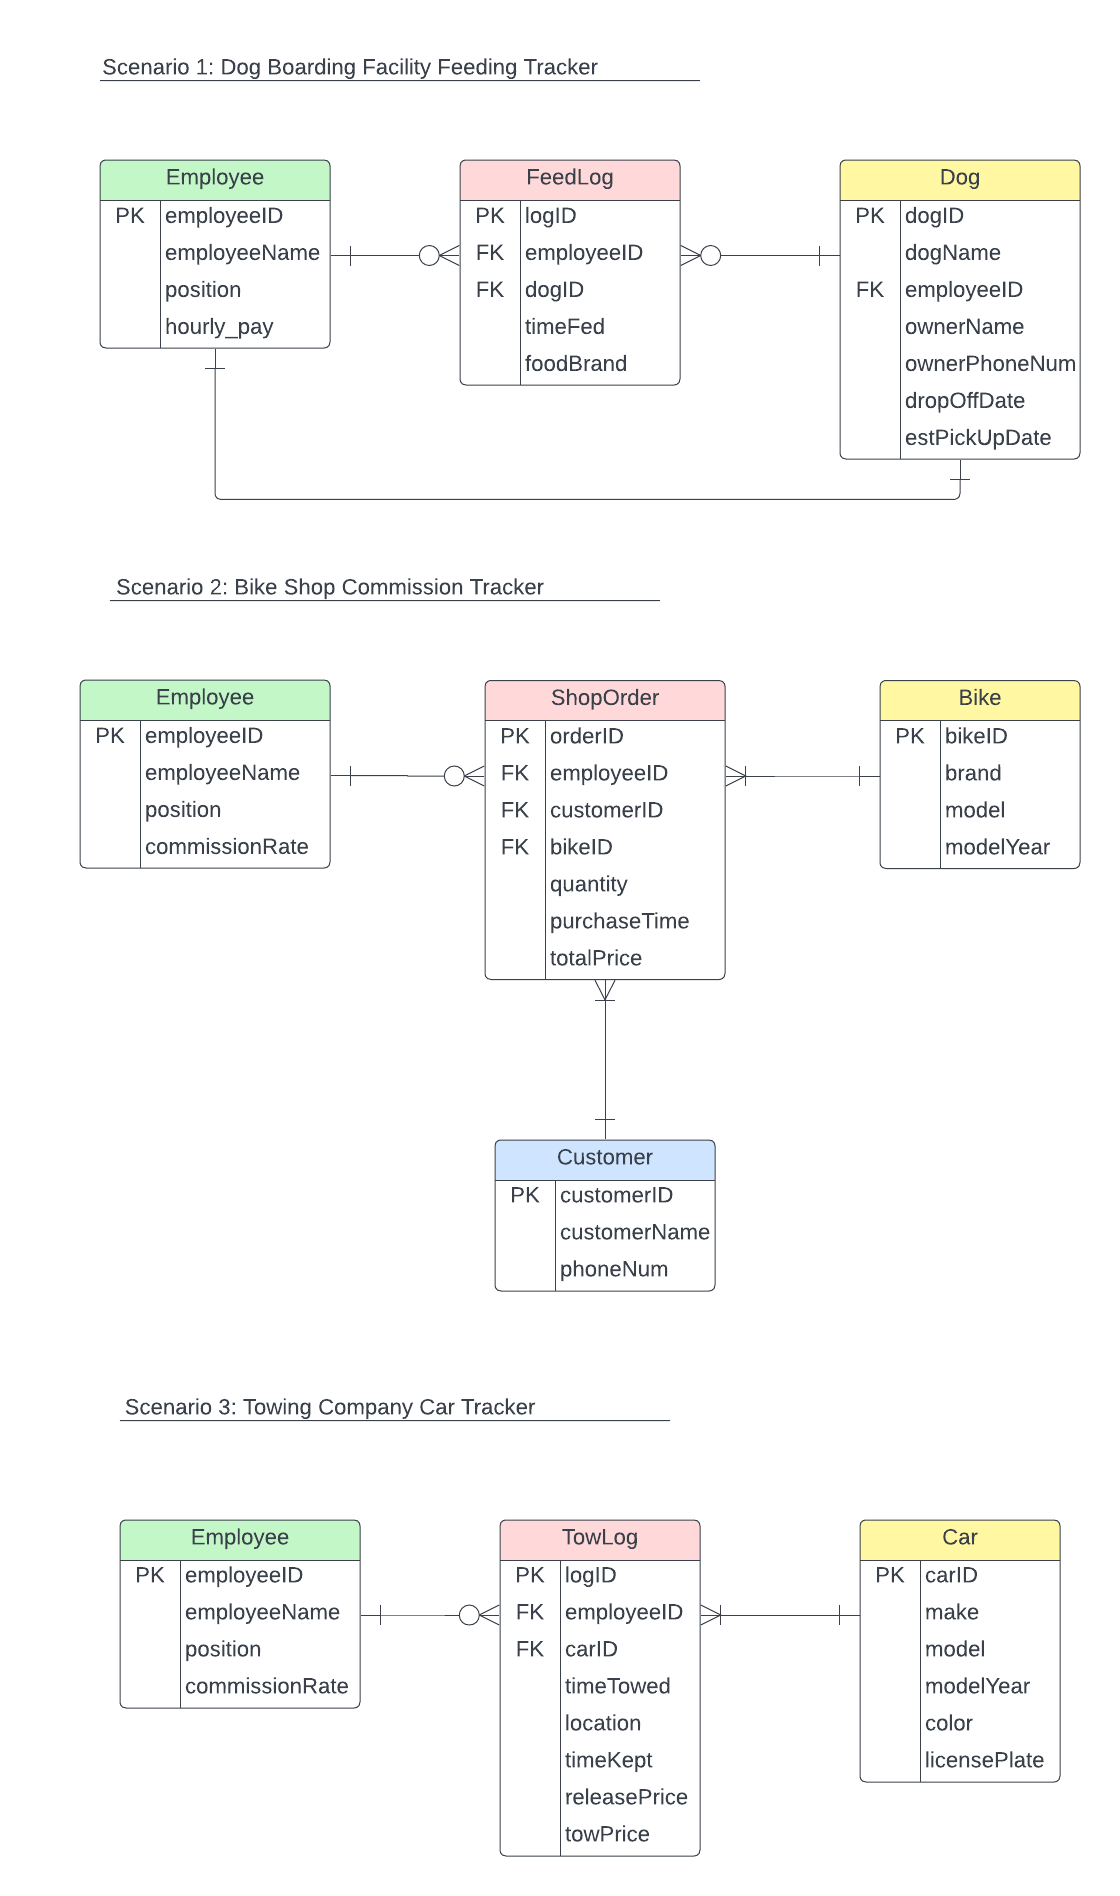 Scenario 1: Dog Boarding Facility Feeding Tracker
Employee
PK employeeID
employeeName
position
hourly_pay
FeedLog
PK logID
FK employeeID
FK dogID
timeFed
foodBrand
Dog
PK dogID
dogName
FK employeeID
ownerName
ownerPhoneNum
dropOffDate
estPickUpDate
Scenario 2: Bike Shop Commission Tracker
Employee
PK employeeID
employeeName
position
commissionRate
ShopOrder
PK orderID
FK employeeID
FK customerID
FK bikeID
quantity
purchaseTime
totalPrice
Bike
PK bikeID
brand
model
modelYear
Customer
PK customerID
customerName
phoneNum
Scenario 3: Towing Company Car Tracker
Employee
PK employeeID
employeeName
position
commissionRate
TowLog
PK logID
FK employeeID
FK carID
timeTowed
location
timeKept
releasePrice
towPrice
Car
PK carID
make
model
modelYear
color
licensePlate